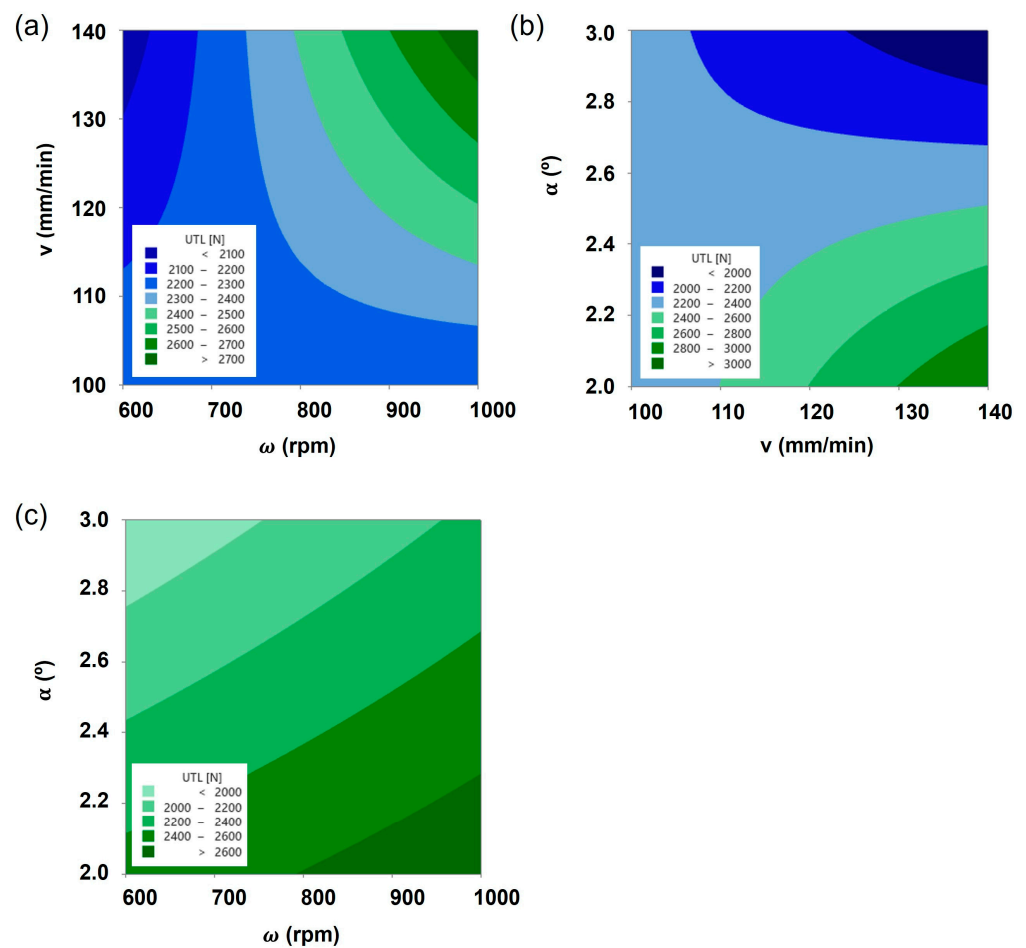 (a)
140
130
120
110
100
v (mm/min)
UTL [N]
< 2100
2100 – 2200
2200 – 2300
2300 – 2400
2400 – 2500
2500 – 2600
2600 – 2700
> 2700
600 700 800 900 1000
ω (rpm)
(b)
3.0
2.8
2.6
2.4
2.2
2.0
α (º)
UTL [N]
< 2000
2000 – 2200
2200 – 2400
2400 – 2600
2600 – 2800
2800 – 3000
> 3000
100 110 120 130 140
v (mm/min)
(c)
3.0
2.8
2.6
2.4
2.2
2.0
α (º)
UTL [N]
< 2000
2000 – 2200
2200 – 2400
2400 – 2600
> 2600
600 700 800 900 1000
ω (rpm)